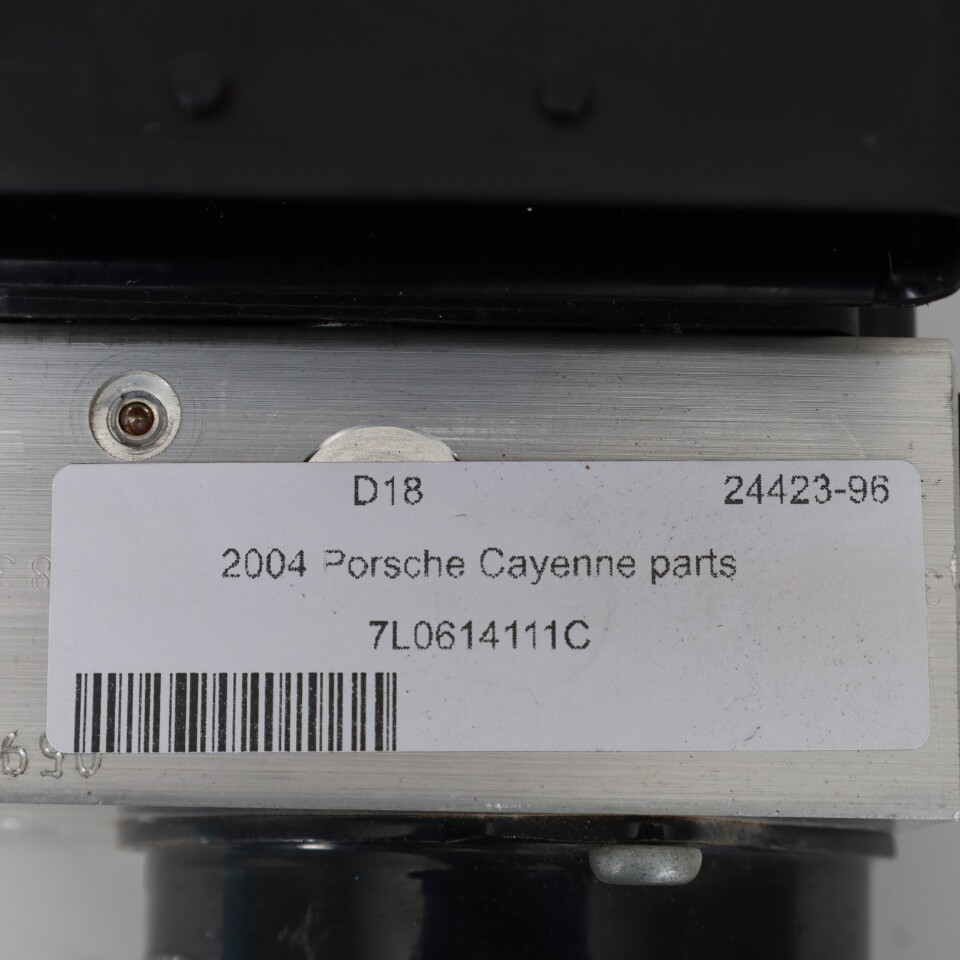 D18 24423-96
2004 Porsche Cayenne parts
7L0614111C